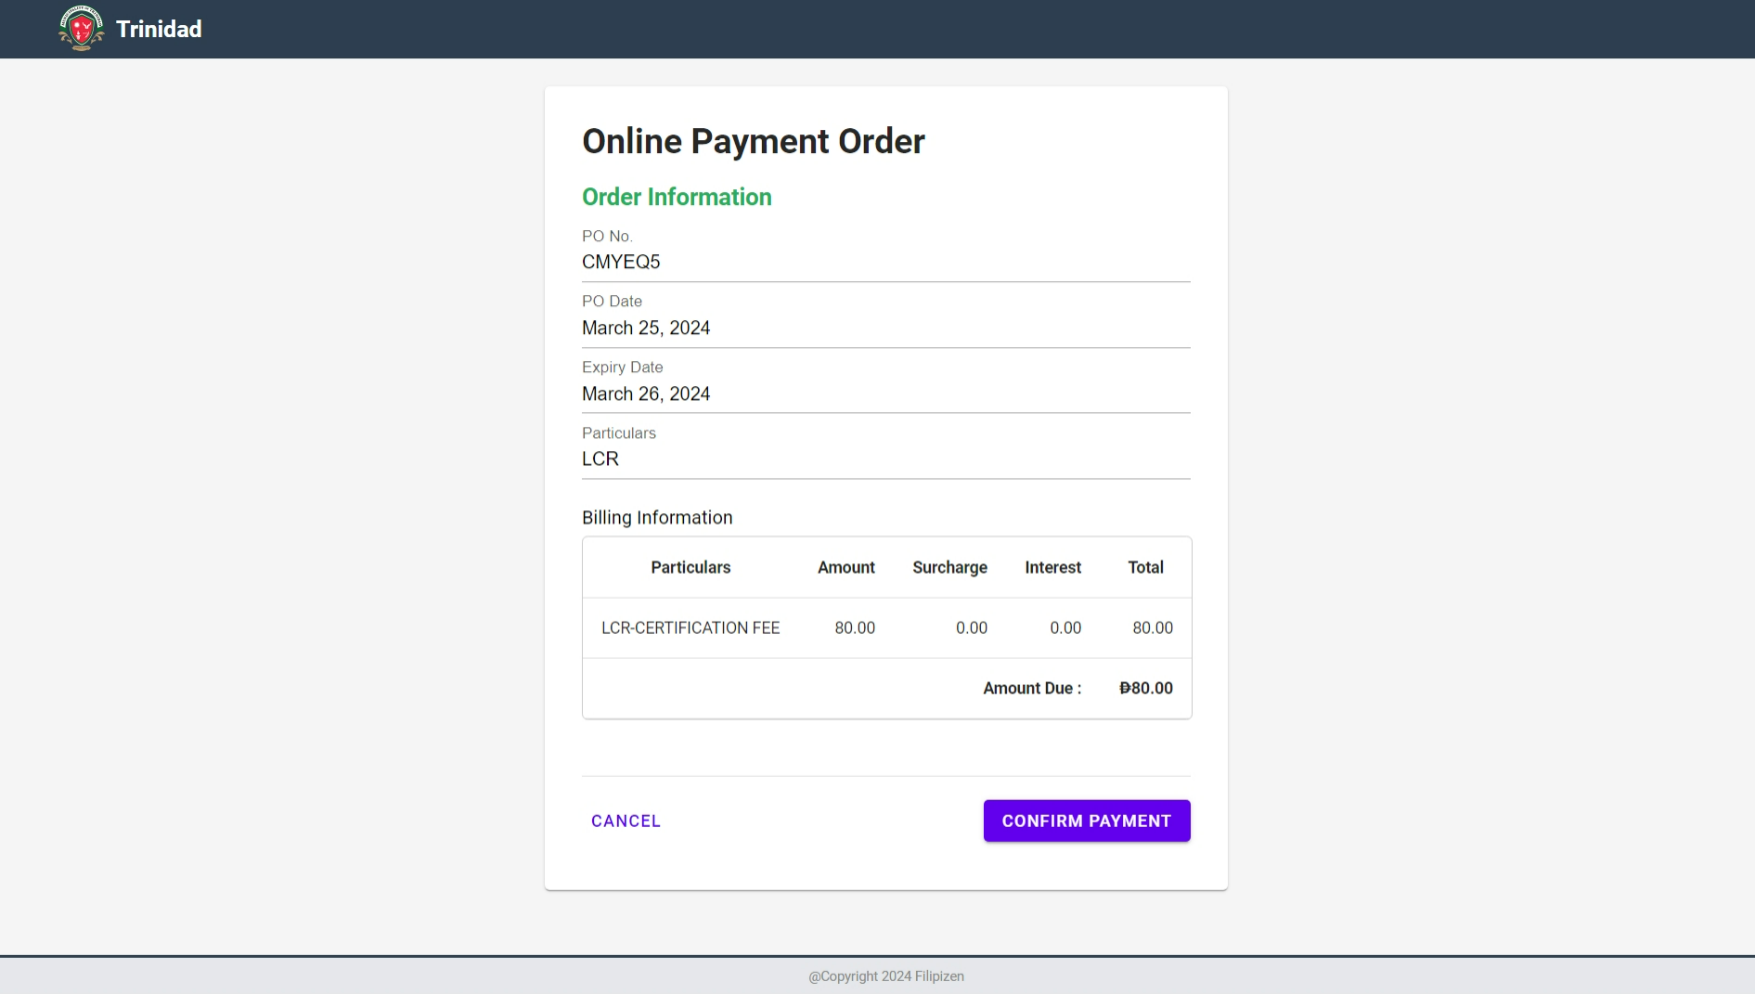 Trinidad
Online Payment Order
Order Information
PO No.
CMYEQ5
PO Date
March 25, 2024
Expiry Date
March 26, 2024
Particulars
LCR
Billing Information
Particulars Amount Surcharge Interest Total
LCR-CERTIFICATION FEE 80.00 0.00 0.00 80.00
Amount Due : ₱80.00
CANCEL CONFIRM PAYMENT
@Copyright 2024 Filipizen